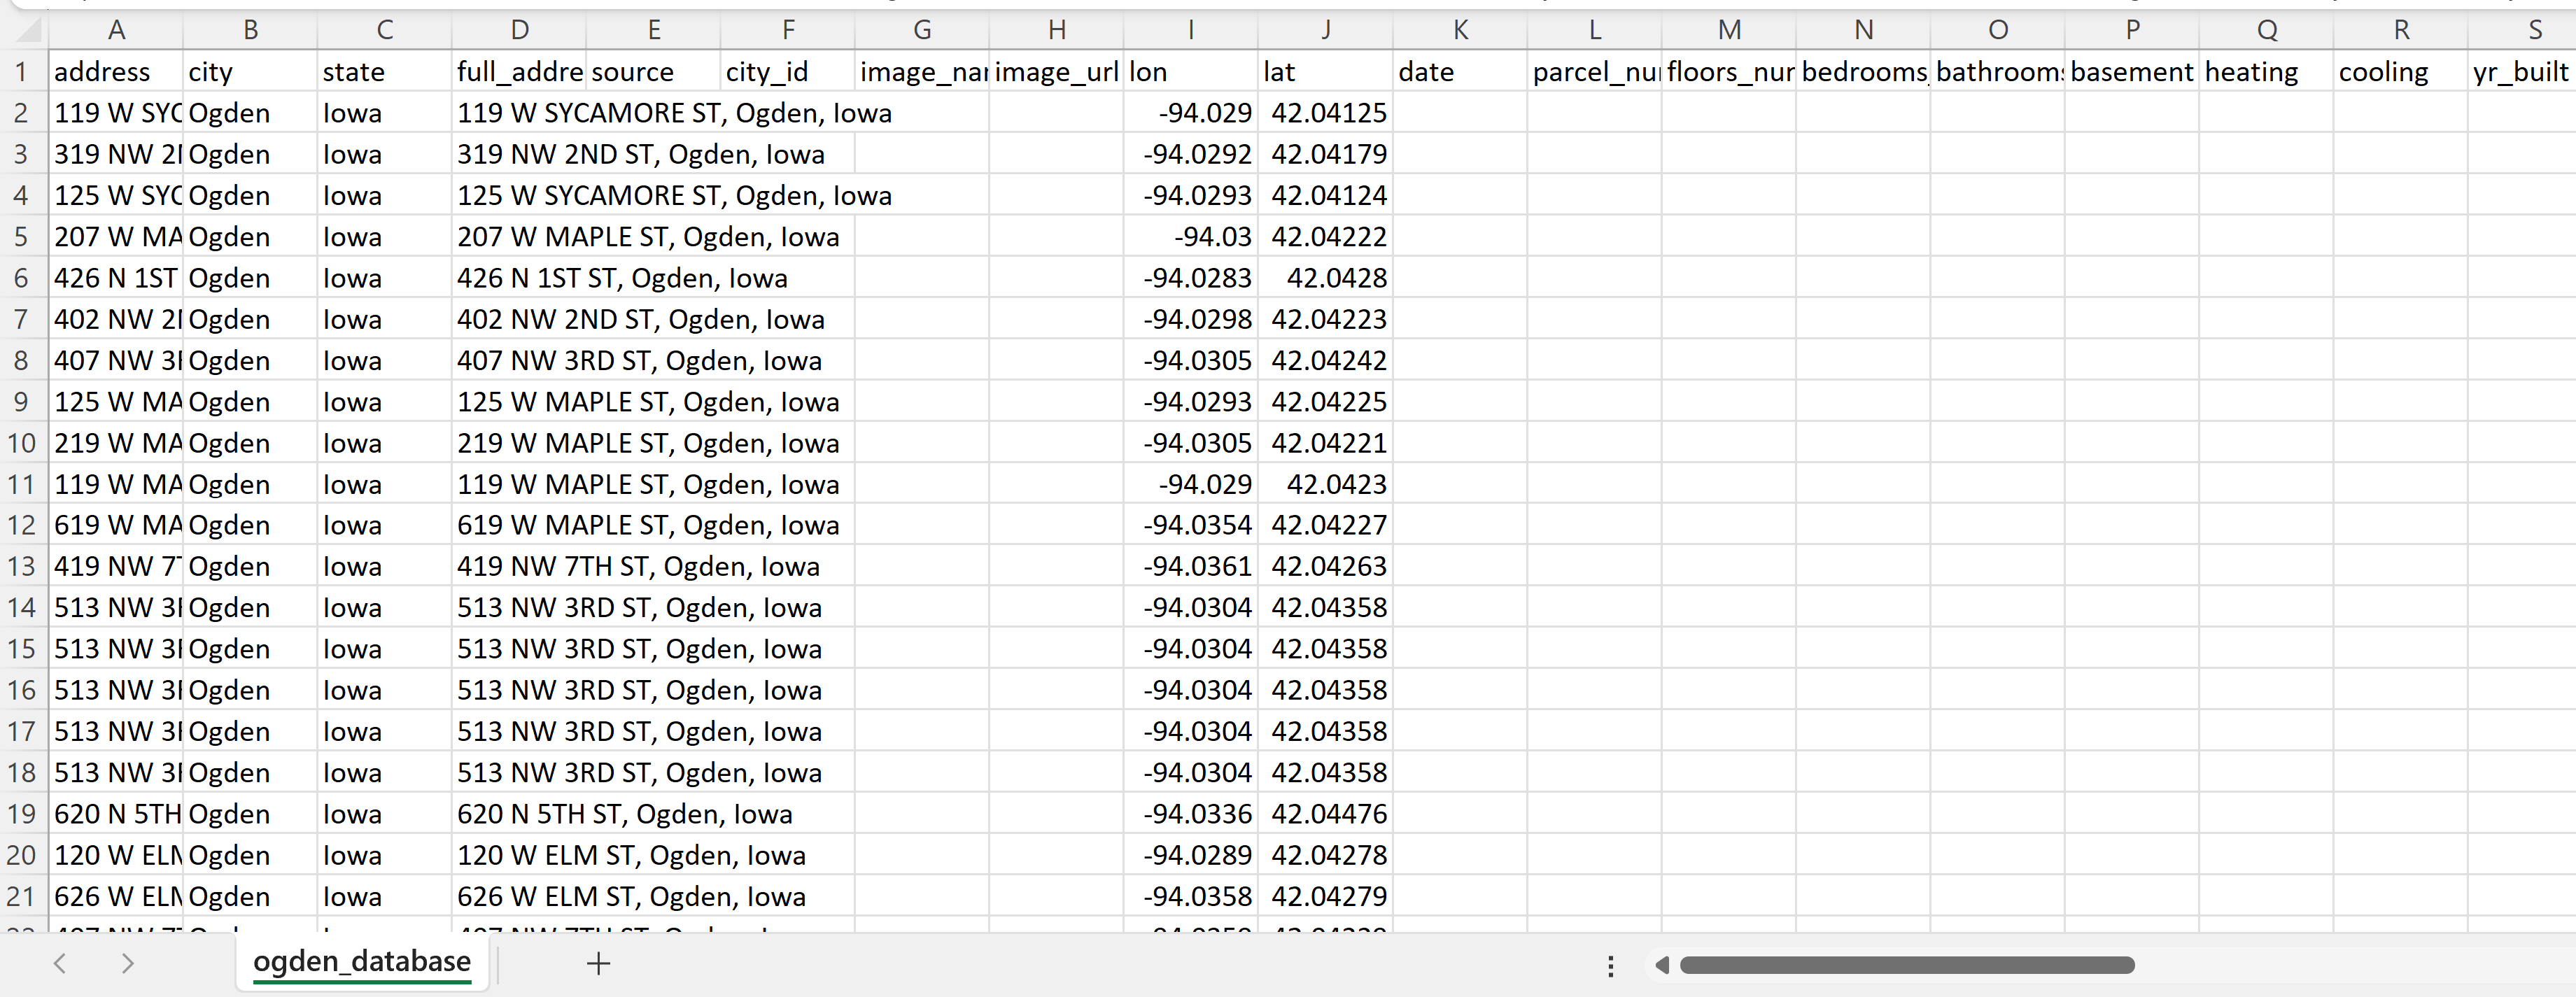 A B C D E F G H I J K L M N O P Q R S
1 address city state full_addre source city_id image_nar image_url lon lat date parcel_nu floors_nur bedrooms_ bathrooms basement heating cooling yr_built
2 119 W SYC Ogden Iowa 119 W SYCAMORE ST, Ogden, Iowa -94.029 42.04125
3 319 NW 2N Ogden Iowa 319 NW 2ND ST, Ogden, Iowa -94.0292 42.04179
4 125 W SYC Ogden Iowa 125 W SYCAMORE ST, Ogden, Iowa -94.0293 42.04124
5 207 W MA Ogden Iowa 207 W MAPLE ST, Ogden, Iowa -94.03 42.04222
6 426 N 1ST Ogden Iowa 426 N 1ST ST, Ogden, Iowa -94.0283 42.0428
7 402 NW 2N Ogden Iowa 402 NW 2ND ST, Ogden, Iowa -94.0298 42.04223
8 407 NW 3R Ogden Iowa 407 NW 3RD ST, Ogden, Iowa -94.0305 42.04242
9 125 W MA Ogden Iowa 125 W MAPLE ST, Ogden, Iowa -94.0293 42.04225
10 219 W MA Ogden Iowa 219 W MAPLE ST, Ogden, Iowa -94.0305 42.04221
11 119 W MA Ogden Iowa 119 W MAPLE ST, Ogden, Iowa -94.029 42.0423
12 619 W MA Ogden Iowa 619 W MAPLE ST, Ogden, Iowa -94.0354 42.04227
13 419 NW 7T Ogden Iowa 419 NW 7TH ST, Ogden, Iowa -94.0361 42.04263
14 513 NW 3R Ogden Iowa 513 NW 3RD ST, Ogden, Iowa -94.0304 42.04358
15 513 NW 3R Ogden Iowa 513 NW 3RD ST, Ogden, Iowa -94.0304 42.04358
16 513 NW 3R Ogden Iowa 513 NW 3RD ST, Ogden, Iowa -94.0304 42.04358
17 513 NW 3R Ogden Iowa 513 NW 3RD ST, Ogden, Iowa -94.0304 42.04358
18 513 NW 3R Ogden Iowa 513 NW 3RD ST, Ogden, Iowa -94.0304 42.04358
19 620 N 5TH Ogden Iowa 620 N 5TH ST, Ogden, Iowa -94.0336 42.04476
20 120 W ELM Ogden Iowa 120 W ELM ST, Ogden, Iowa -94.0289 42.04278
21 626 W ELM Ogden Iowa 626 W ELM ST, Ogden, Iowa -94.0358 42.04279
ogden_database